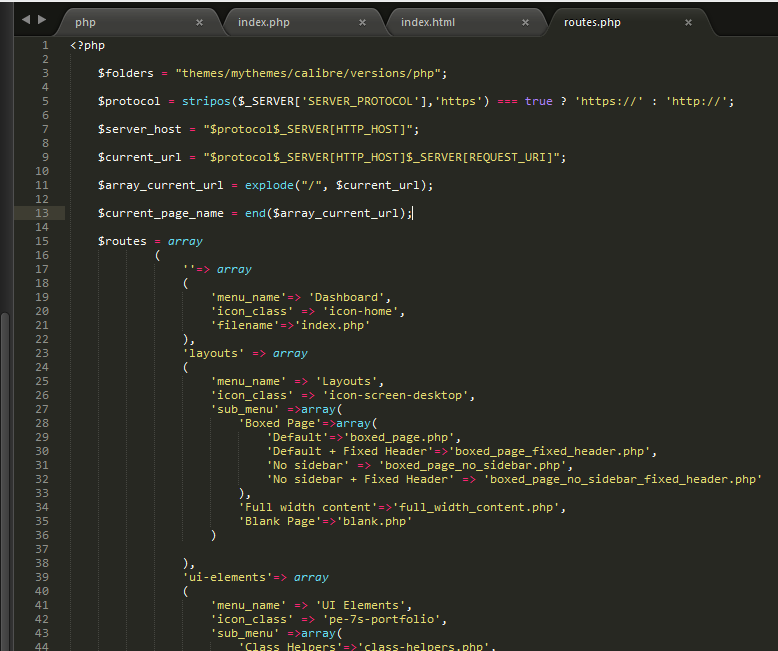 php × index.php × index.html × routes.php ×
1 <?php
2
3 $folders = "themes/mythemes/calibre/versions/php";
4
5 $protocol = stripos($_SERVER['SERVER_PROTOCOL'],'https') === true ? 'https://' : 'http://';
6
7 $server_host = "$protocol$_SERVER[HTTP_HOST]";
8
9 $current_url = "$protocol$_SERVER[HTTP_HOST]$_SERVER[REQUEST_URI]";
10
11 $array_current_url = explode("/", $current_url);
12
13 $current_page_name = end($array_current_url);
14
15 $routes = array
16 (
17 ''=> array
18 (
19 'menu_name'=> 'Dashboard',
20 'icon_class' => 'icon-home',
21 'filename'=>'index.php'
22 ),
23 'layouts' => array
24 (
25 'menu_name' => 'Layouts',
26 'icon_class' => 'icon-screen-desktop',
27 'sub_menu' =>array(
28 'Boxed Page'=>array(
29 'Default'=>'boxed_page.php',
30 'Default + Fixed Header'=>'boxed_page_fixed_header.php',
31 'No sidebar' => 'boxed_page_no_sidebar.php',
32 'No sidebar + Fixed Header' => 'boxed_page_no_sidebar_fixed_header.php'
33 ),
34 'Full width content'=>'full_width_content.php',
35 'Blank Page'=>'blank.php'
36 )
37
38 ),
39 'ui-elements'=> array
40 (
41 'menu_name' => 'UI Elements',
42 'icon_class' => 'pe-7s-portfolio',
43 'sub_menu' =>array(
44 'Class Helpers'=>'class-helpers.php',